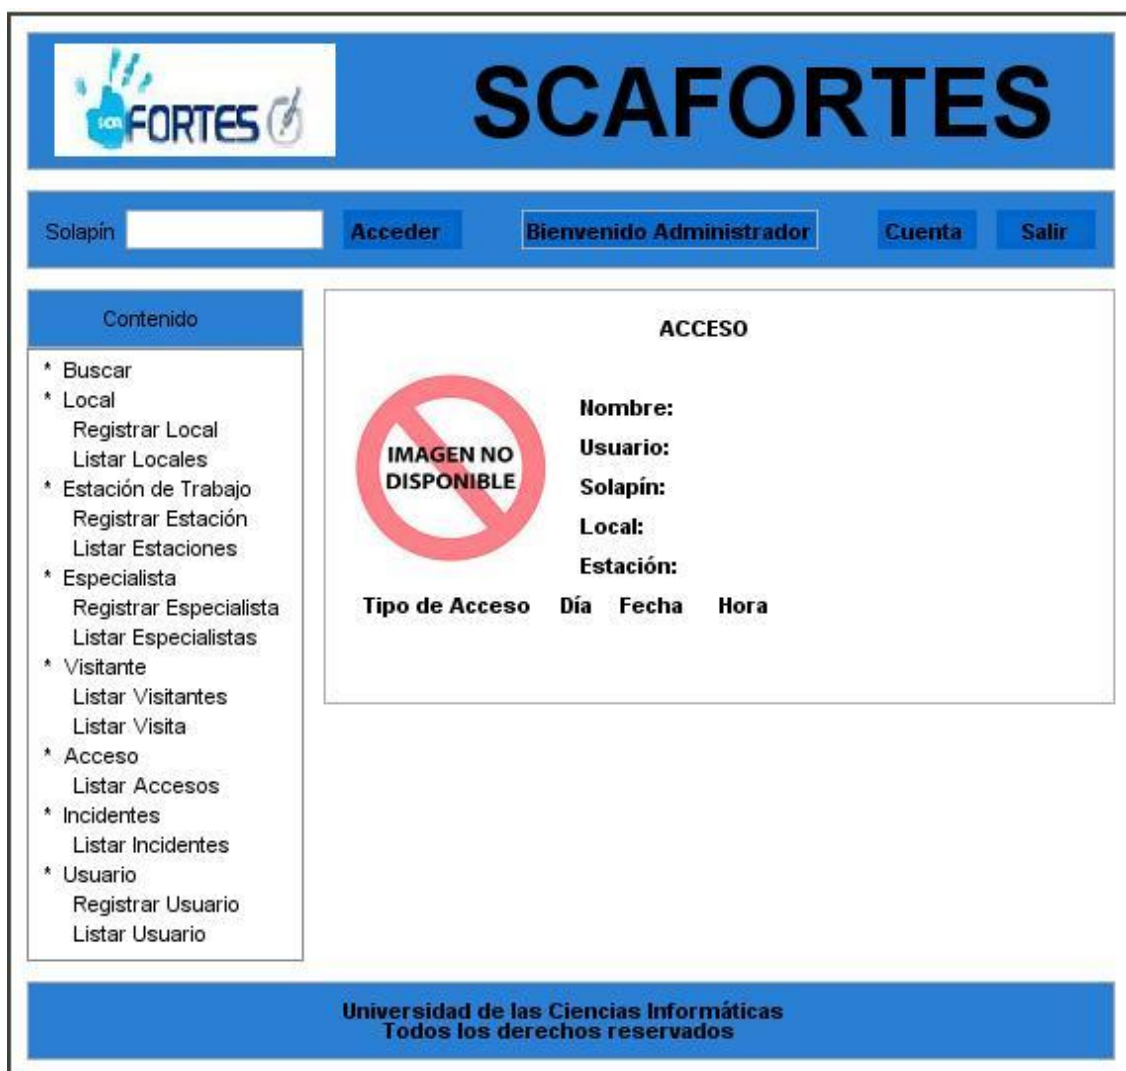 SCA FORTES
SCAFORTES
Solapín
Acceder
Bienvenido Administrador
Cuenta
Salir
Contenido
* Buscar
* Local
Registrar Local
Listar Locales
* Estación de Trabajo
Registrar Estación
Listar Estaciones
* Especialista
Registrar Especialista
Listar Especialistas
* Visitante
Listar Visitantes
Listar Visita
* Acceso
Listar Accesos
* Incidentes
Listar Incidentes
* Usuario
Registrar Usuario
Listar Usuario
ACCESO
IMAGEN NO
DISPONIBLE
Nombre:
Usuario:
Solapín:
Local:
Estación:
Tipo de Acceso Día Fecha Hora
Universidad de las Ciencias Informáticas
Todos los derechos reservados